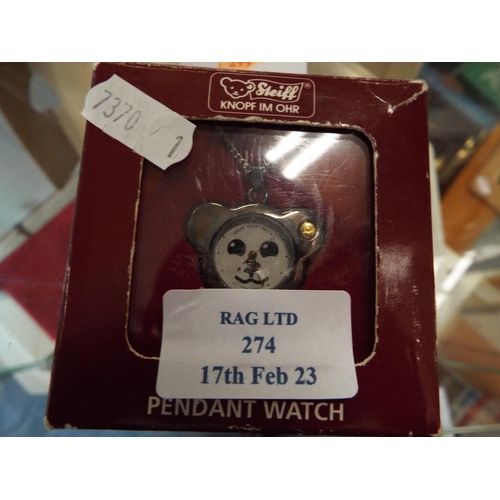 Steiff®
KNOPF IM OHR
7370
1
RAG LTD
274
17th Feb 23
PENDANT WATCH